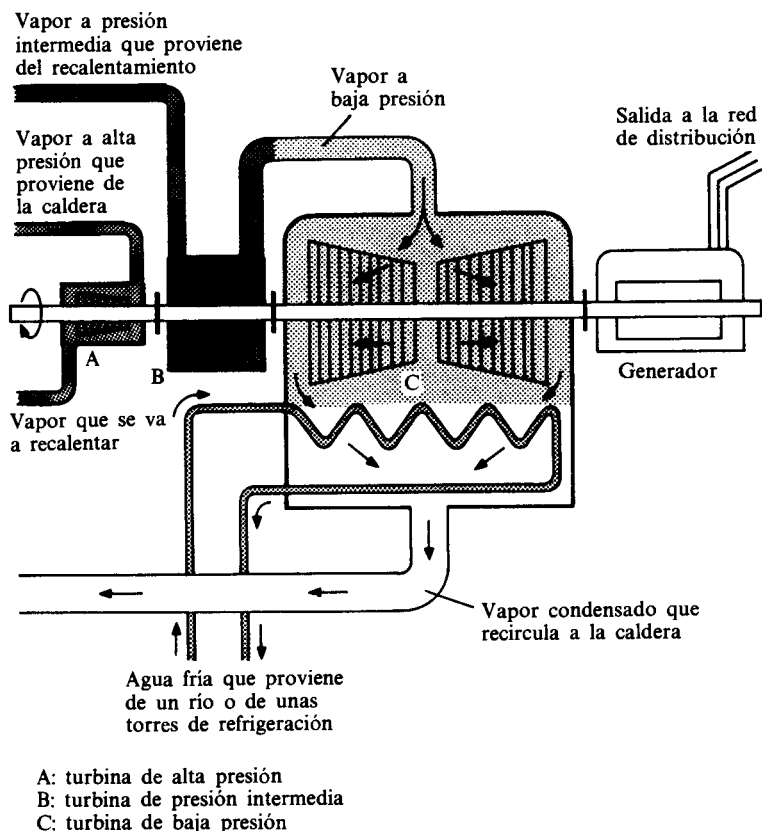 Vapor a presión
intermedia que proviene
del recalentamiento
Vapor a
baja presión
Salida a la red
de distribución
Vapor a alta
presión que
proviene de
la caldera
A
B
C
Generador
Vapor que se va
a recalentar
Vapor condensado que
recircula a la caldera
Agua fría que proviene
de un río o de unas
torres de refrigeración
A: turbina de alta presión
B: turbina de presión intermedia
C: turbina de baja presión